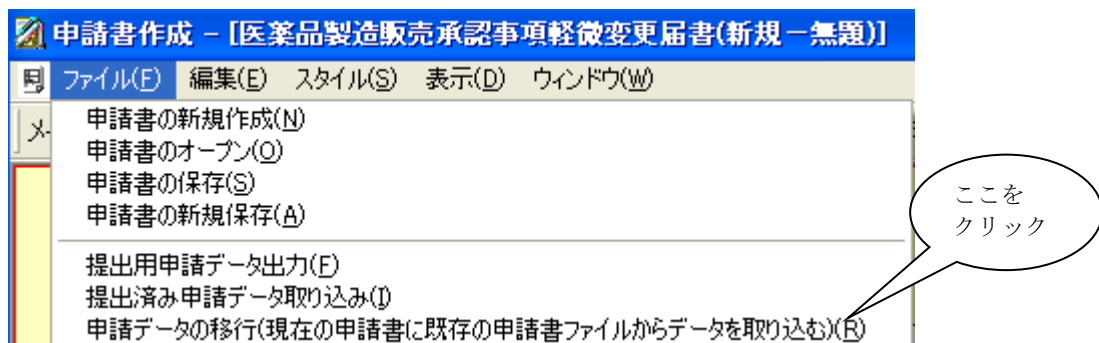 申請書作成 － [医薬品製造販売承認事項軽微変更届書(新規－無題)]
ファイル(F) 編集(E) スタイル(S) 表示(D) ウィンドウ(W)
メ
申請書の新規作成(N)
申請書のオープン(O)
申請書の保存(S)
申請書の新規保存(A)
ここを
クリック
提出用申請データ出力(F)
提出済み申請データ取り込み(I)
申請データの移行(現在の申請書に既存の申請書ファイルからデータを取り込む)(R)